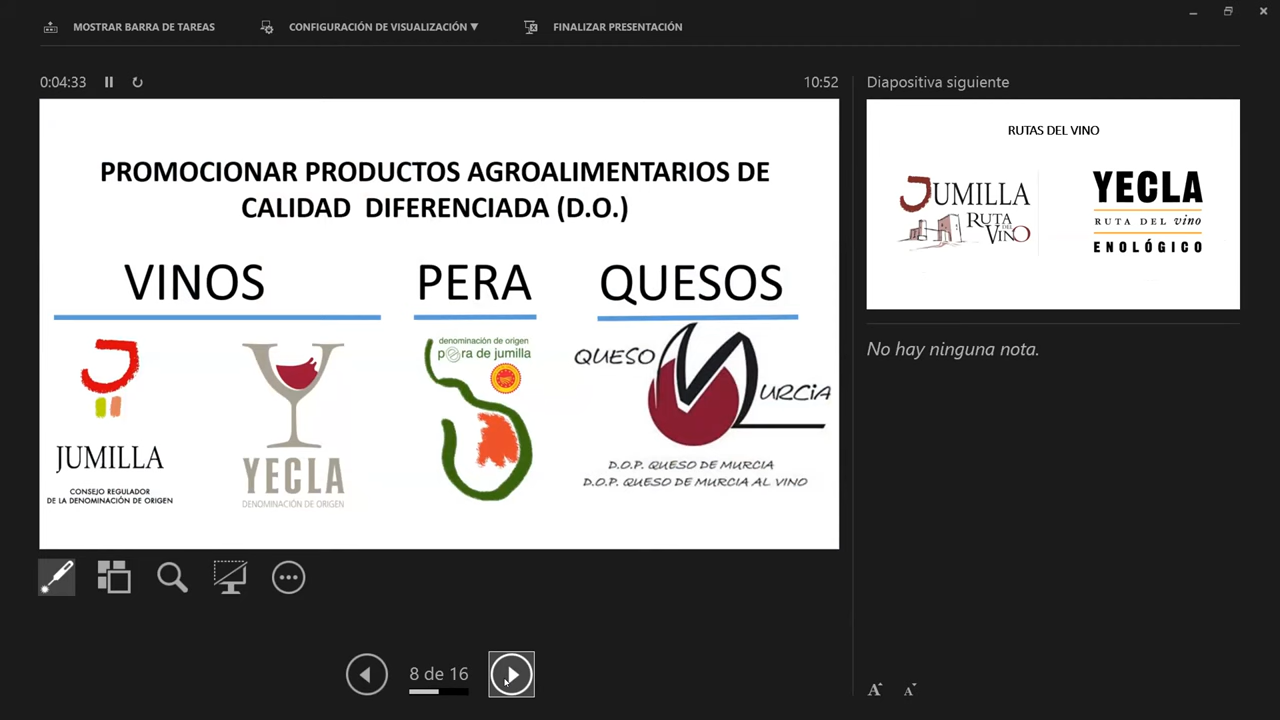 MOSTRAR BARRA DE TAREAS
CONFIGURACIÓN DE VISUALIZACIÓN ▼
FINALIZAR PRESENTACIÓN
0:04:33
10:52
PROMOCIONAR PRODUCTOS AGROALIMENTARIOS DE
CALIDAD DIFERENCIADA (D.O.)
VINOS
PERA
QUESOS
JUMILLA
CONSEJO REGULADOR
DE LA DENOMINACIÓN DE ORIGEN
YECLA
DENOMINACIÓN DE ORIGEN
denominación de origen
pera de jumilla
QUESO
MURCIA
D.O.P. QUESO DE MURCIA
D.O.P. QUESO DE MURCIA AL VINO
8 de 16
Diapositiva siguiente
RUTAS DEL VINO
JUMILLA
RUTA
DEL
VINO
YECLA
RUTA DEL vino
ENOLÓGICO
No hay ninguna nota.
A A